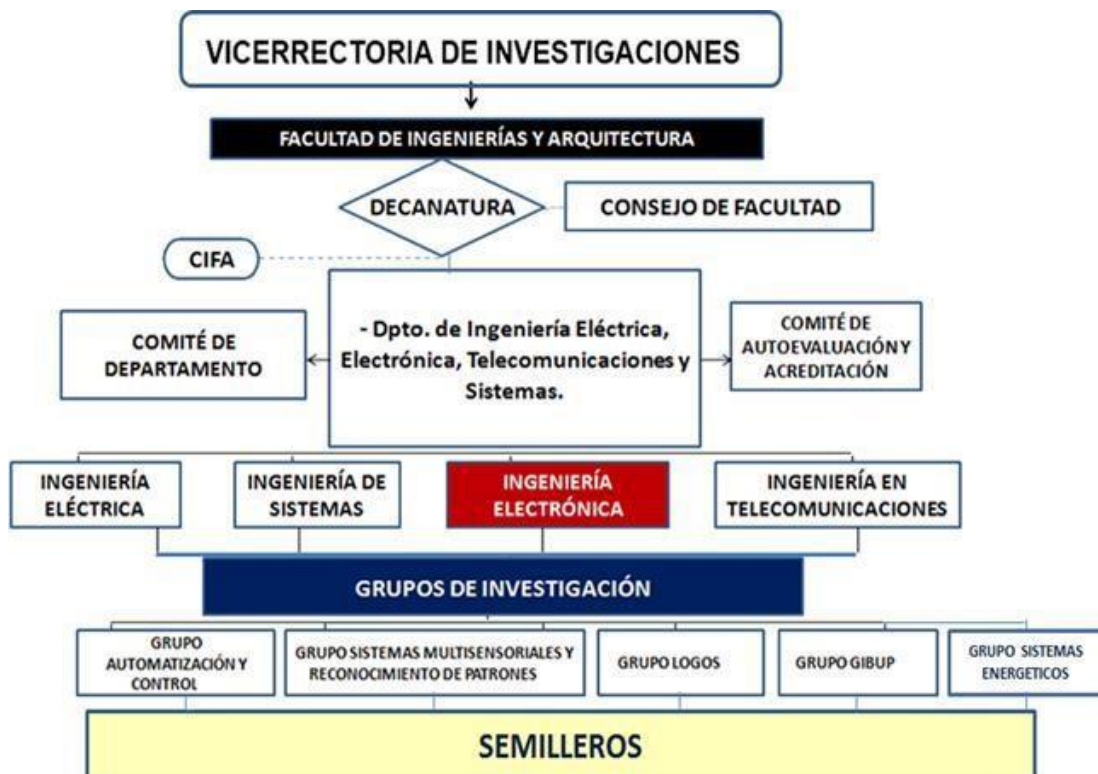 VICERRECTORIA DE INVESTIGACIONES
FACULTAD DE INGENIERÍAS Y ARQUITECTURA
DECANATURA
CONSEJO DE FACULTAD
CIFA
COMITÉ DE
DEPARTAMENTO
- Dpto. de Ingeniería Eléctrica,
Electrónica, Telecomunicaciones y
Sistemas.
COMITÉ DE
AUTOEVALUACIÓN Y
ACREDITACIÓN
INGENIERÍA
ELÉCTRICA
INGENIERÍA DE
SISTEMAS
INGENIERÍA
ELECTRÓNICA
INGENIERÍA EN
TELECOMUNICACIONES
GRUPOS DE INVESTIGACIÓN
GRUPO
AUTOMATIZACIÓN Y
CONTROL
GRUPO SISTEMAS MULTISENSORIALES Y
RECONOCIMIENTO DE PATRONES
GRUPO LOGOS
GRUPO GIBUP
GRUPO SISTEMAS
ENERGETICOS
SEMILLEROS